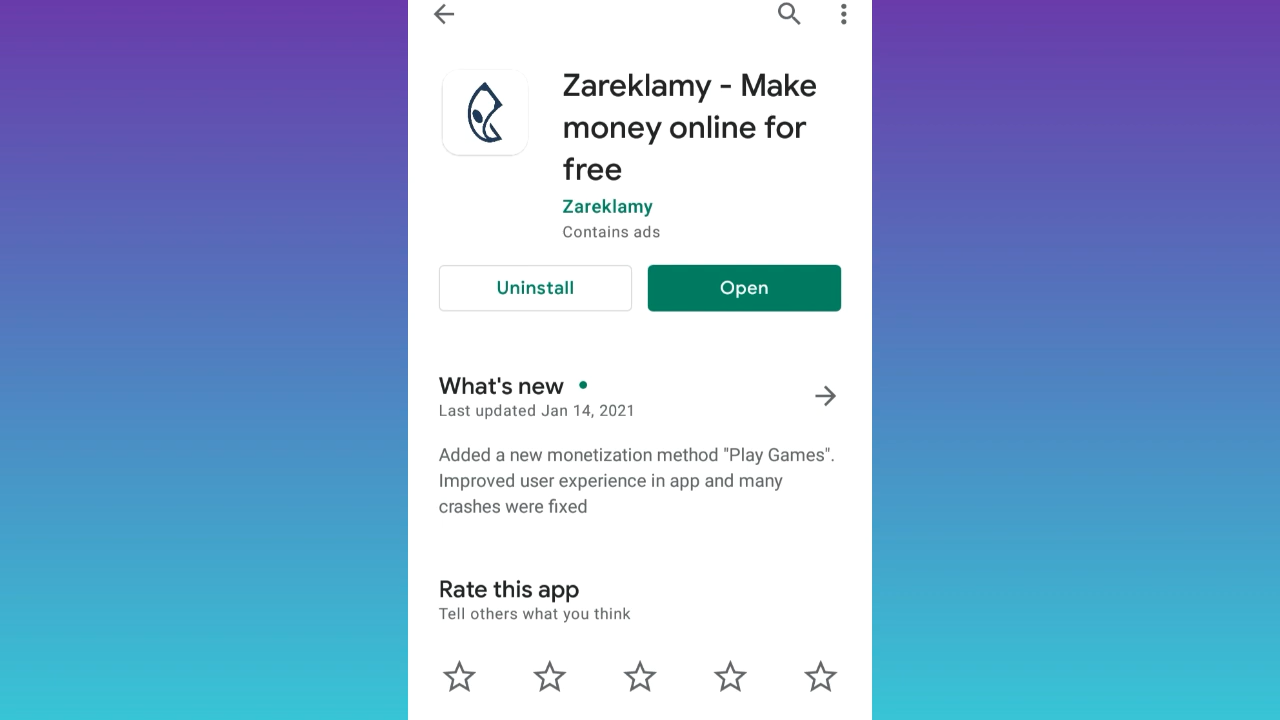 Zareklamy - Make
money online for
free
Zareklamy
Contains ads
Uninstall
Open
What's new
Last updated Jan 14, 2021
Added a new monetization method "Play Games".
Improved user experience in app and many
crashes were fixed
Rate this app
Tell others what you think